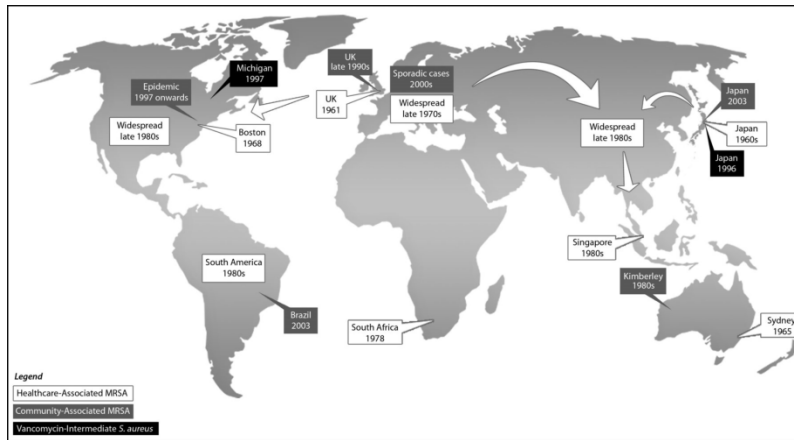 Michigan
1997
Epidemic
1997 onwards
Widespread
late 1980s
Boston
1968
UK
late 1990s
UK
1961
Sporadic cases
2000s
Widespread
late 1970s
Widespread
late 1980s
Japan
2003
Japan
1960s
Japan
1996
Singapore
1980s
South America
1980s
Brazil
2003
South Africa
1978
Kimberley
1980s
Sydney
1965
Legend
Healthcare-Associated MRSA
Community-Associated MRSA
Vancomycin-Intermediate S. aureus